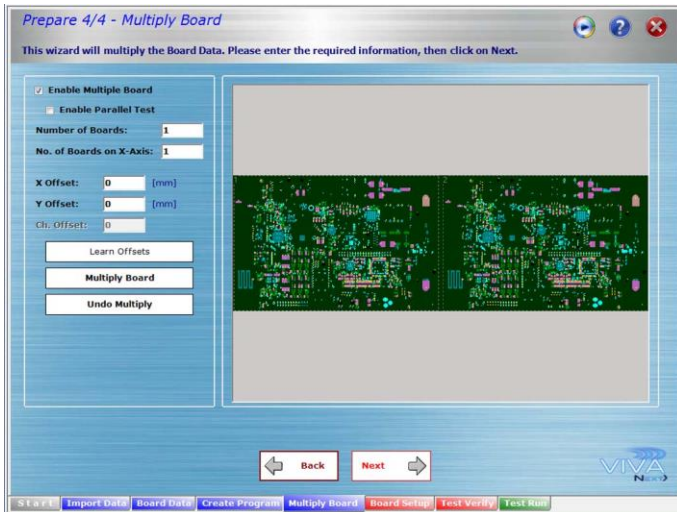 Prepare 4/4 - Multiply Board
This wizard will multiply the Board Data. Please enter the required information, then click on Next.
Enable Multiple Board
Enable Parallel Test
Number of Boards: 1
No. of Boards on X-Axis: 1
X Offset: 0 [mm]
Y Offset: 0 [mm]
Ch. Offset: 0
Learn Offsets
Multiply Board
Undo Multiply
Back Next
VIVA
NEXT
Start Import Data Board Data Create Program Multiply Board Board Setup Test Verify Test Run